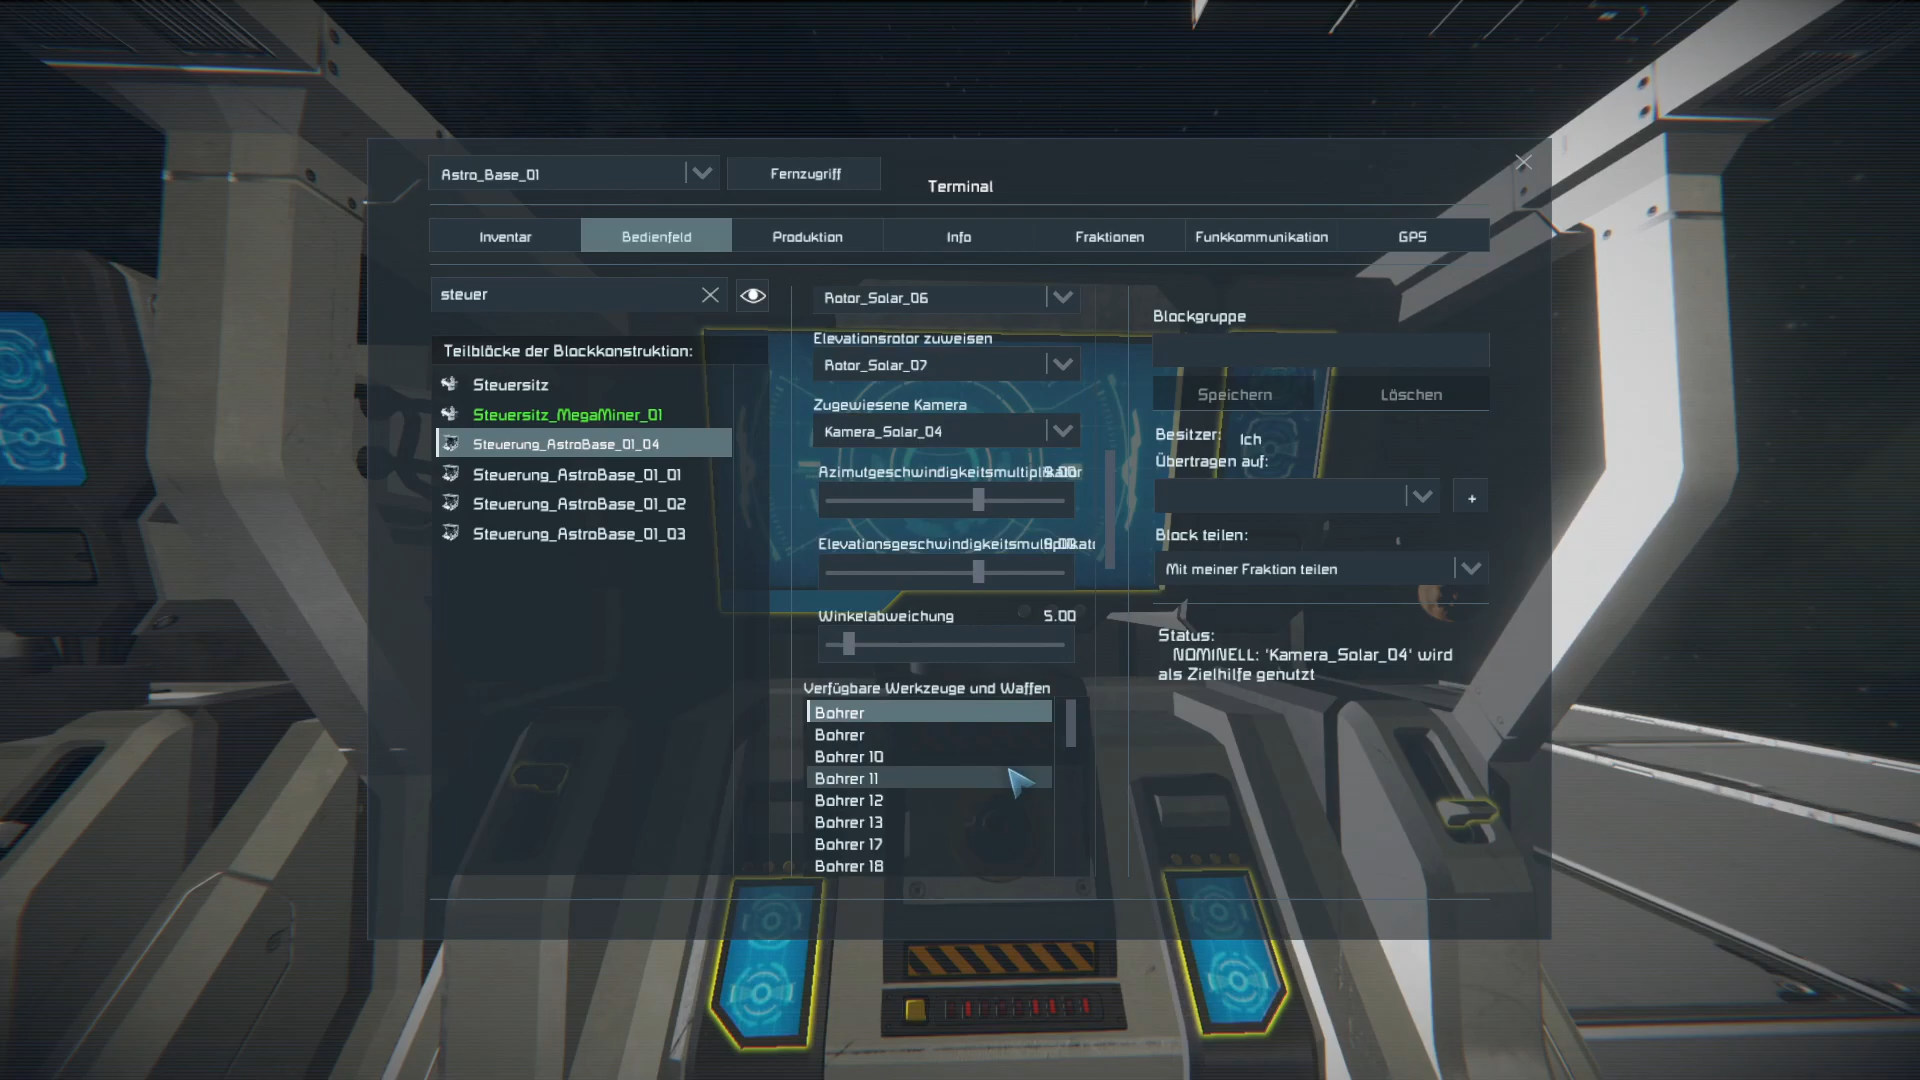 Astro_Base_01
Fernzugriff
Terminal
Inventar
Bedienfeld
Produktion
Info
Fraktionen
Funkkommunikation
GPS
steuer
Teilblöcke der Blockkonstruktion:
Steuersitz
Steuersitz_MegaMiner_01
Steuerung_AstroBase_01_04
Steuerung_AstroBase_01_01
Steuerung_AstroBase_01_02
Steuerung_AstroBase_01_03
Rotor_Solar_06
Elevationsrotor zuweisen
Rotor_Solar_07
Zugewiesene Kamera
Kamera_Solar_04
Azimutgeschwindigkeitsmultiplikator
Elevationsgeschwindigkeitsmultiplikato
Winkelabweichung 5.00
Verfügbare Werkzeuge und Waffen
Bohrer
Bohrer
Bohrer 10
Bohrer 11
Bohrer 12
Bohrer 13
Bohrer 17
Bohrer 18
Blockgruppe
Speichern
Löschen
Besitzer: Ich
Übertragen auf:
+
Block teilen:
Mit meiner Fraktion teilen
Status:
NOMINELL: 'Kamera_Solar_04' wird
als Zielhilfe genutzt